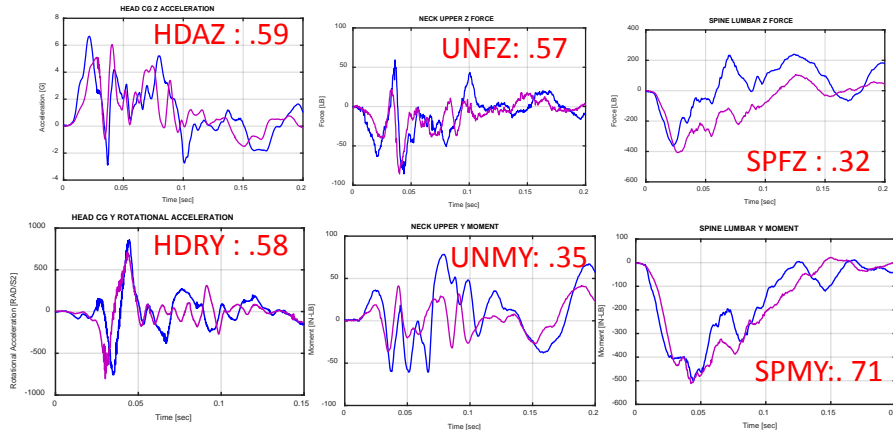 HEAD CG Z ACCELERATION
HDAZ : .59
Acceleration [G]
8
6
4
2
0
-2
-4
0
0.05
0.1
0.15
0.2
Time [sec]
NECK UPPER Z FORCE
UNFZ: .57
Force [LB]
100
50
0
-50
-100
0
0.05
0.1
0.15
0.2
Time [sec]
SPINE LUMBAR Z FORCE
SPFZ : .32
Force[LB]
400
200
0
-200
-400
-600
0
0.05
0.1
0.15
0.2
Time [sec]
HEAD CG Y ROTATIONAL ACCELERATION
HDRY : .58
Rotational Acceleration [RAD/S2]
1000
500
0
-500
-1000
0
0.05
0.1
0.15
Time [sec]
NECK UPPER Y MOMENT
UNMY: .35
Moment [IN-LB]
100
50
0
-50
-100
0
0.05
0.1
0.15
0.2
Time [sec]
SPINE LUMBAR Y MOMENT
SPMY:. 71
Moment [IN-LB]
100
0
-100
-200
-300
-400
-500
-600
0
0.05
0.1
0.15
0.2
Time [sec]